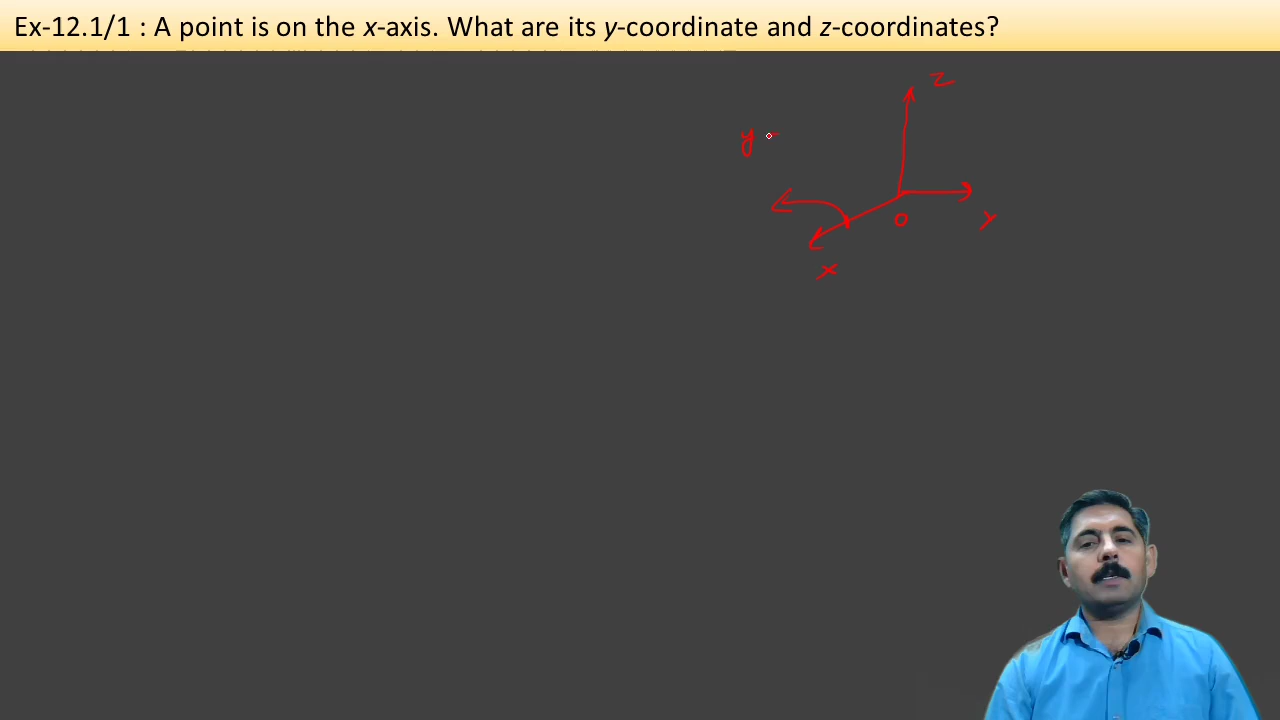 Ex-12.1/1 : A point is on the x-axis. What are its y-coordinate and z-coordinates?
z
y -
o
y
x